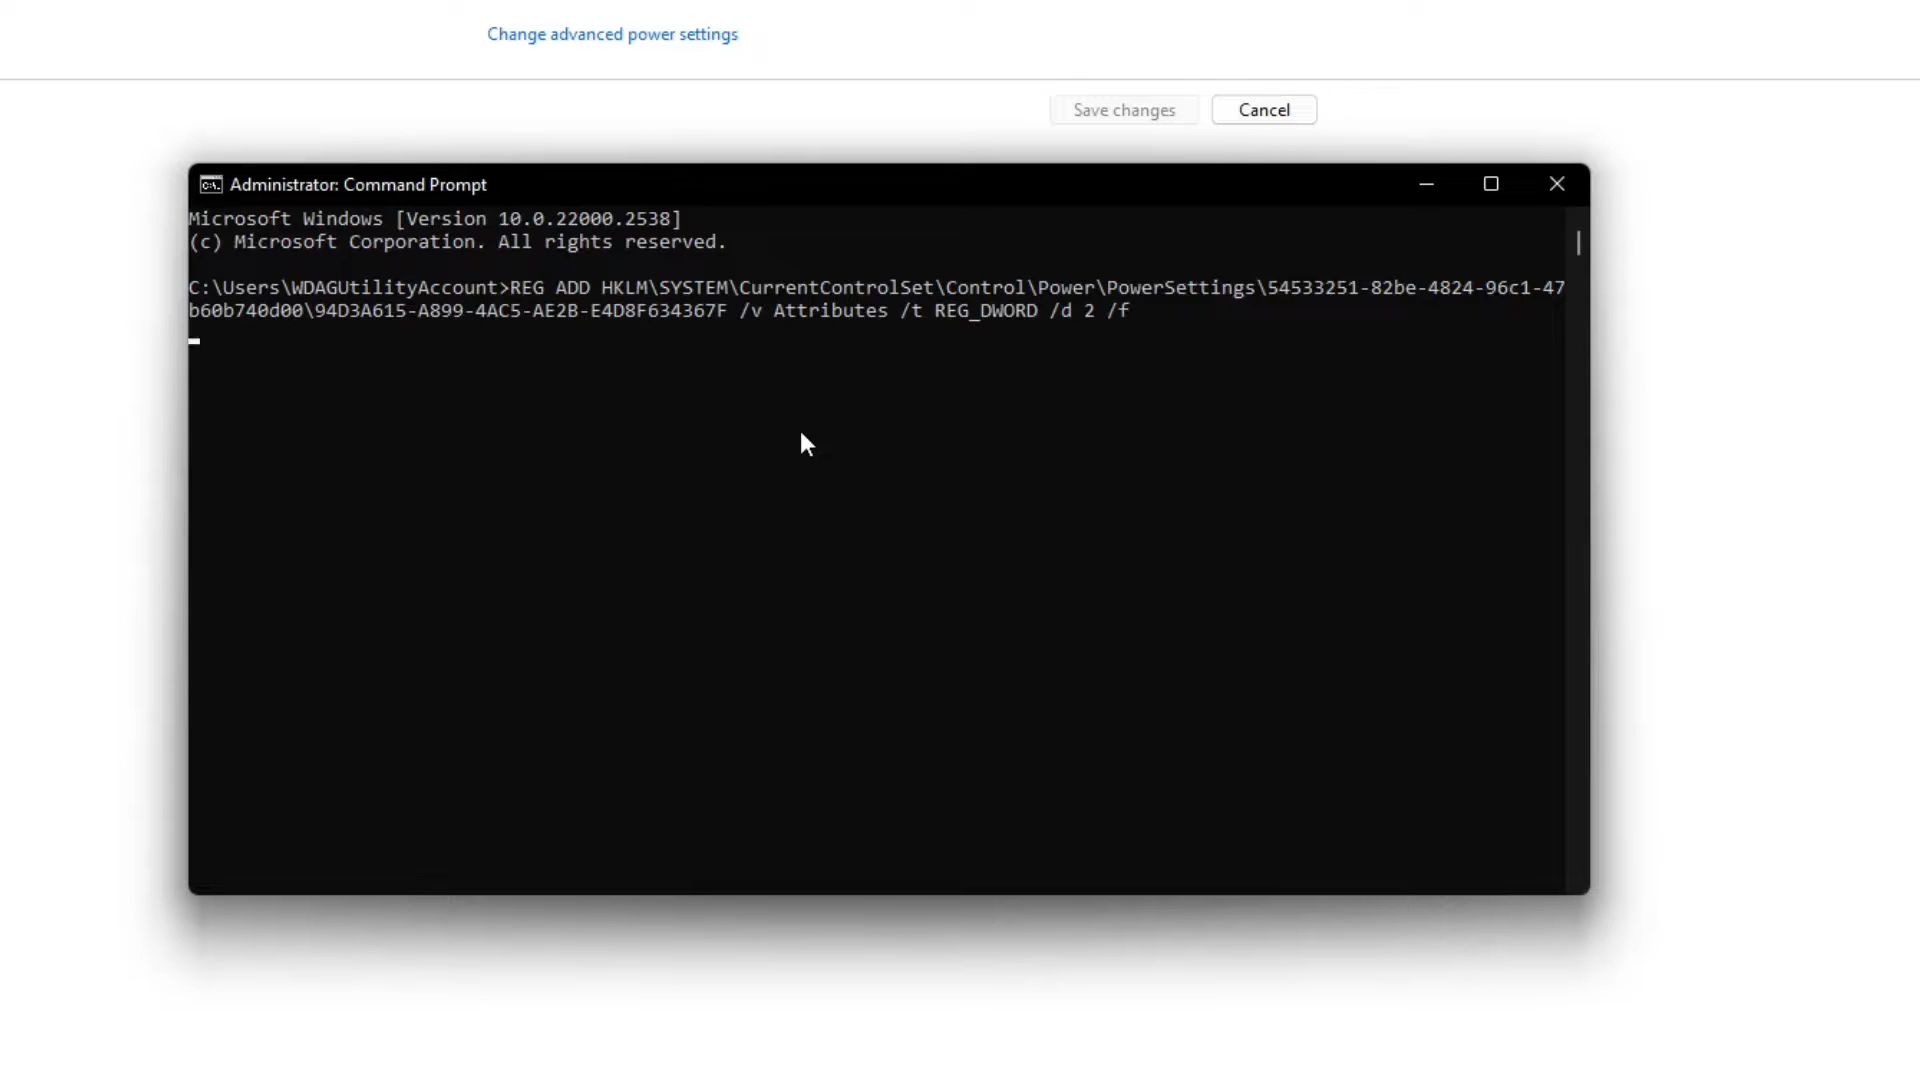 Change advanced power settings
Save changes
Cancel
Administrator: Command Prompt
Microsoft Windows [Version 10.0.22000.2538]
(c) Microsoft Corporation. All rights reserved.
C:\Users\WDAGUtilityAccount>REG ADD HKLM\SYSTEM\CurrentControlSet\Control\Power\PowerSettings\54533251-82be-4824-96c1-47
b60b740d00\94D3A615-A899-4AC5-AE2B-E4D8F634367F /v Attributes /t REG_DWORD /d 2 /f